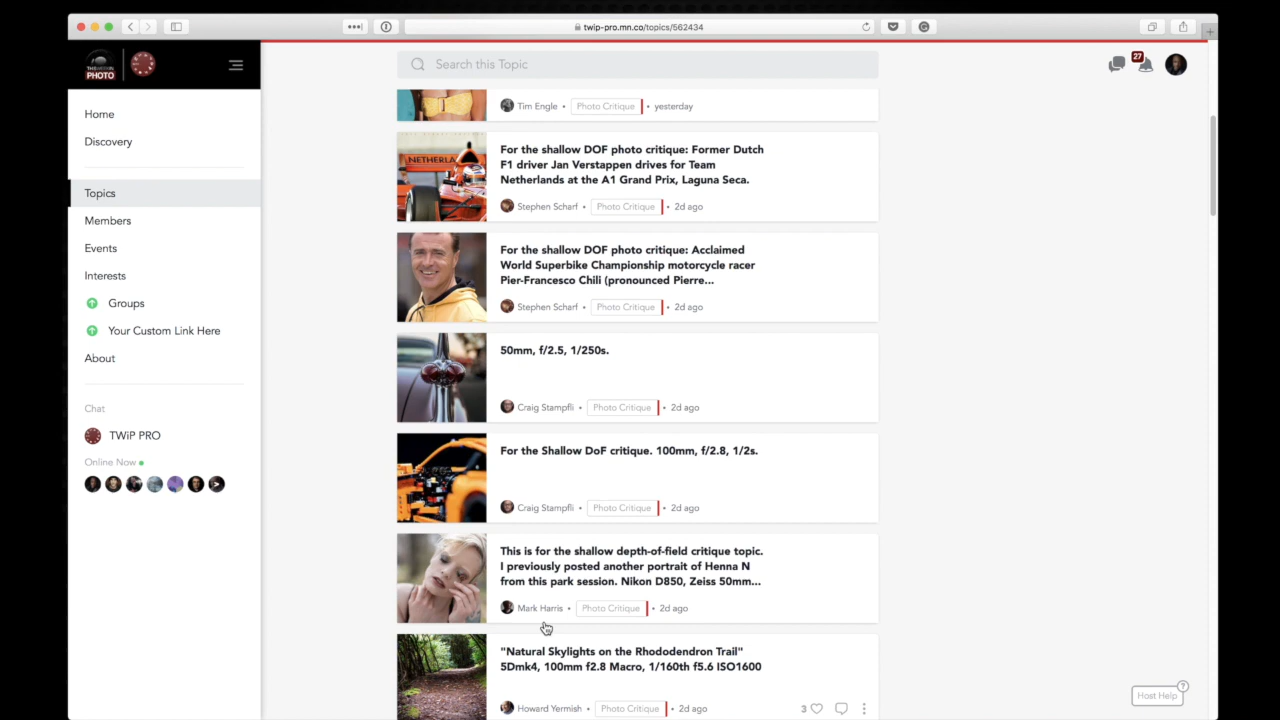 twip-pro.mn.co/topics/562434
THIS WEEK IN
PHOTO
Search this Topic
27
Home
Discovery
Topics
Members
Events
Interests
Groups
Your Custom Link Here
About
Chat
TWiP PRO
Online Now
Tim Engle • Photo Critique • yesterday
NETHERLA
For the shallow DOF photo critique: Former Dutch
F1 driver Jan Verstappen drives for Team
Netherlands at the A1 Grand Prix, Laguna Seca.
Stephen Scharf • Photo Critique • 2d ago
For the shallow DOF photo critique: Acclaimed
World Superbike Championship motorcycle racer
Pier-Francesco Chili (pronounced Pierre...
Stephen Scharf • Photo Critique • 2d ago
50mm, f/2.5, 1/250s.
Craig Stampfli • Photo Critique • 2d ago
For the Shallow DoF critique. 100mm, f/2.8, 1/2s.
Craig Stampfli • Photo Critique • 2d ago
This is for the shallow depth-of-field critique topic.
I previously posted another portrait of Henna N
from this park session. Nikon D850, Zeiss 50mm...
Mark Harris • Photo Critique • 2d ago
"Natural Skylights on the Rhododendron Trail"
5Dmk4, 100mm f2.8 Macro, 1/160th f5.6 ISO1600
Howard Yermish • Photo Critique • 2d ago
3
Host Help
?